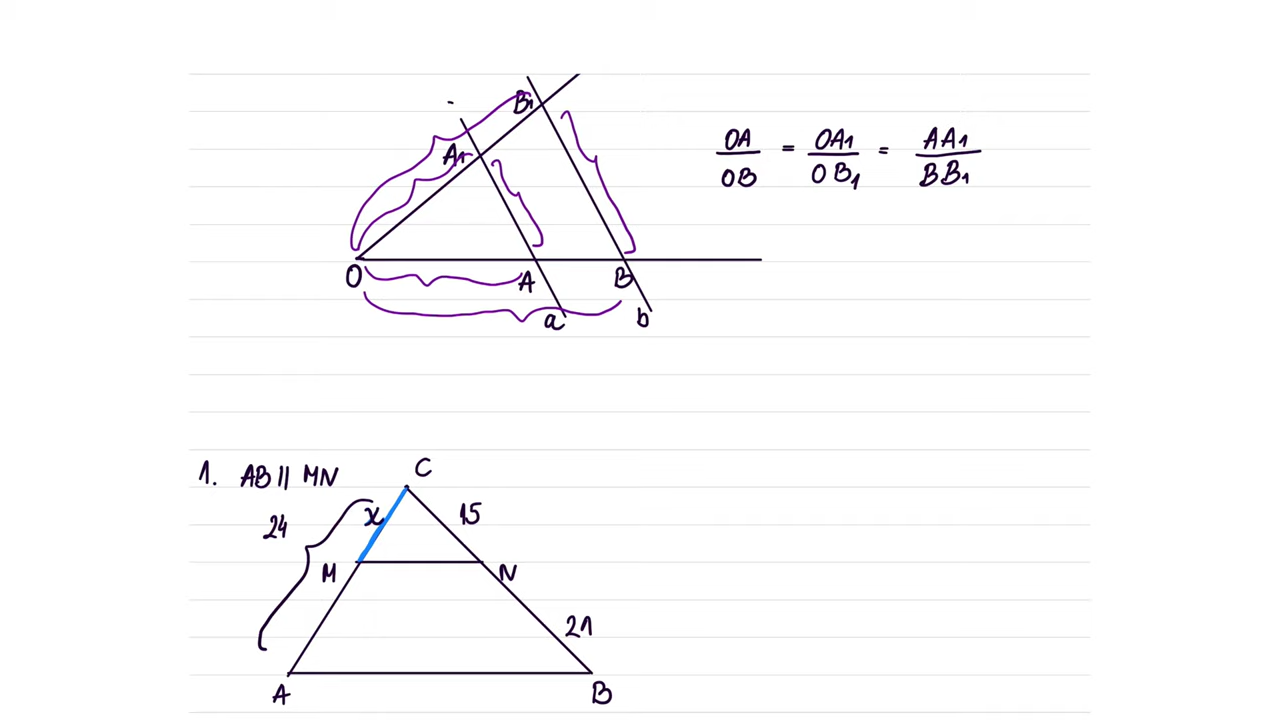 B₁
A₁
OA/OB = OA₁/OB₁ = AA₁/BB₁
O A B
a b
1. AB || MN
C
24
x 15
M N
21
A B